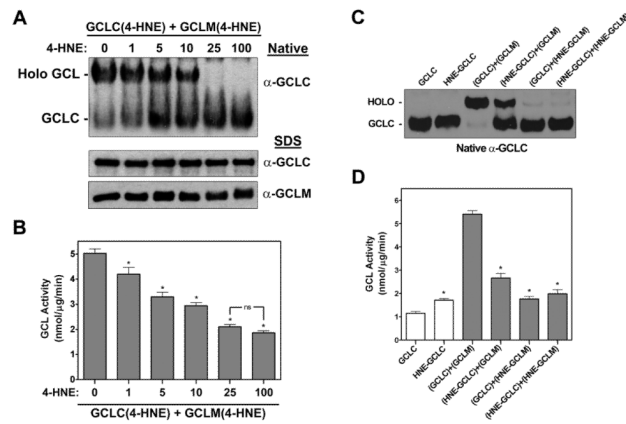 A
GCLC(4-HNE) + GCLM(4-HNE)
4-HNE: 0 1 5 10 25 100 Native
Holo GCL -
α-GCLC
GCLC -
SDS
α-GCLC
α-GCLM
B
GCL Activity
(nmol/μg/min)
5
4
3
2
1
0
*
*
*
*
ns
*
4-HNE: 0 1 5 10 25 100
GCLC(4-HNE) + GCLM(4-HNE)
C
GCLC
HNE-GCLC
(GCLC)+(GCLM)
(HNE-GCLC)+(GCLM)
(GCLC)+(HNE-GCLM)
(HNE-GCLC)+(HNE-GCLM)
HOLO -
GCLC -
Native α-GCLC
D
GCL Activity
(nmol/μg/min)
6
5
4
3
2
1
0
*
*
*
*
GCLC
HNE-GCLC
(GCLC)+(GCLM)
(HNE-GCLC)+(GCLM)
(GCLC)+(HNE-GCLM)
(HNE-GCLC)+(HNE-GCLM)